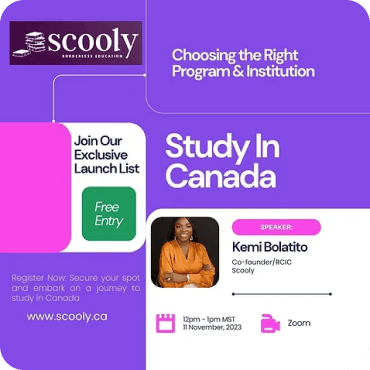 scooly
BORDERLESS EDUCATION
Choosing the Right
Program & Institution
Join Our
Exclusive
Launch List
Free
Entry
Study In
Canada
SPEAKER:
Kemi Bolatito
Co-founder/RCIC
Scooly
Register Now: Secure your spot
and embark on a journey to
study in Canada
www.scooly.ca
12pm - 1pm MST
11 November, 2023
Zoom